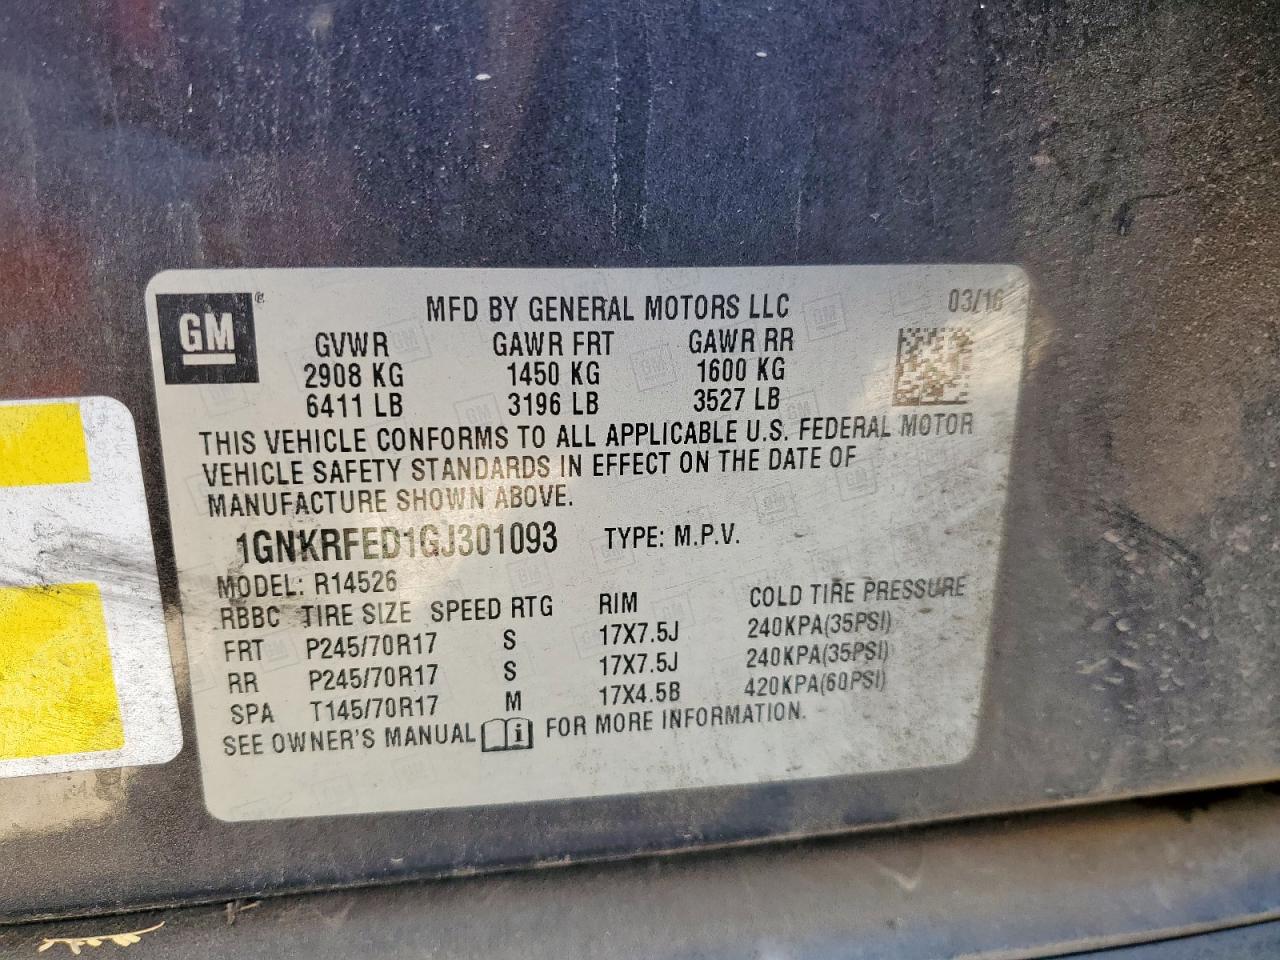 GM ®
MFD BY GENERAL MOTORS LLC 03/16
GVWR GAWR FRT GAWR RR
2908 KG 1450 KG 1600 KG
6411 LB 3196 LB 3527 LB
THIS VEHICLE CONFORMS TO ALL APPLICABLE U.S. FEDERAL MOTOR
VEHICLE SAFETY STANDARDS IN EFFECT ON THE DATE OF
MANUFACTURE SHOWN ABOVE.
1GNKRFED1GJ301093 TYPE: M.P.V.
MODEL: R14526
RBBC TIRE SIZE SPEED RTG RIM COLD TIRE PRESSURE
FRT P245/70R17 S 17X7.5J 240KPA(35PSI)
RR P245/70R17 S 17X7.5J 240KPA(35PSI)
SPA T145/70R17 M 17X4.5B 420KPA(60PSI)
SEE OWNER'S MANUAL i FOR MORE INFORMATION.